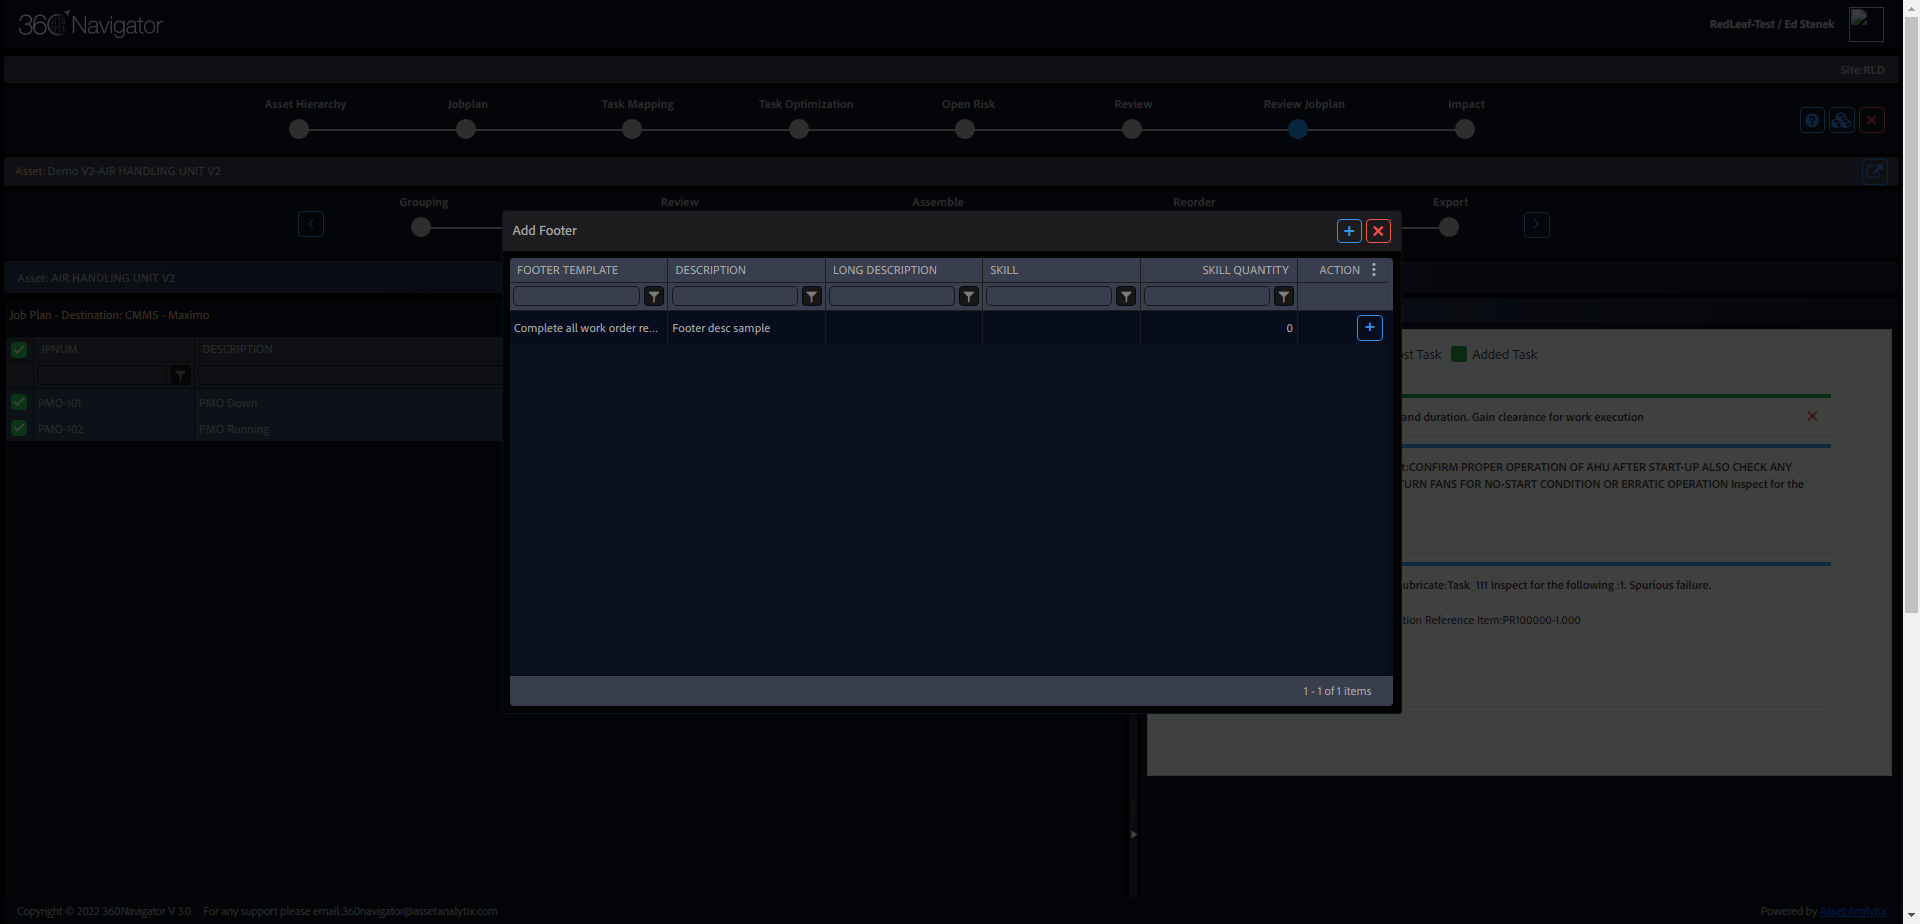 360 Navigator
RedLeaf-Test / Ed Stanek
Site:RLD
Asset Hierarchy Jobplan Task Mapping Task Optimization Open Risk Review Review Jobplan Impact
Asset: Demo V2-AIR HANDLING UNIT V2
Grouping Review Assemble Reorder Export
Add Footer
Asset: AIR HANDLING UNIT V2
FOOTER TEMPLATE DESCRIPTION LONG DESCRIPTION SKILL SKILL QUANTITY ACTION
Job Plan - Destination: CMMS - Maximo
Complete all work order re... Footer desc sample 0
JPNUM DESCRIPTION
st Task Added Task
PMO-101 PMO Down
PMO-102 PMO Running
and duration. Gain clearance for work execution
t:CONFIRM PROPER OPERATION OF AHU AFTER START-UP ALSO CHECK ANY
TURN FANS FOR NO-START CONDITION OR ERRATIC OPERATION Inspect for the
ubricate:Task_111 Inspect for the following :1. Spurious failure.
tion Reference Item:PR100000-1.000
1 - 1 of 1 items
Copyright © 2022 360Navigator V 3.0 For any support please email:360navigator@assetanalytix.com
Powered by Asset Analytix